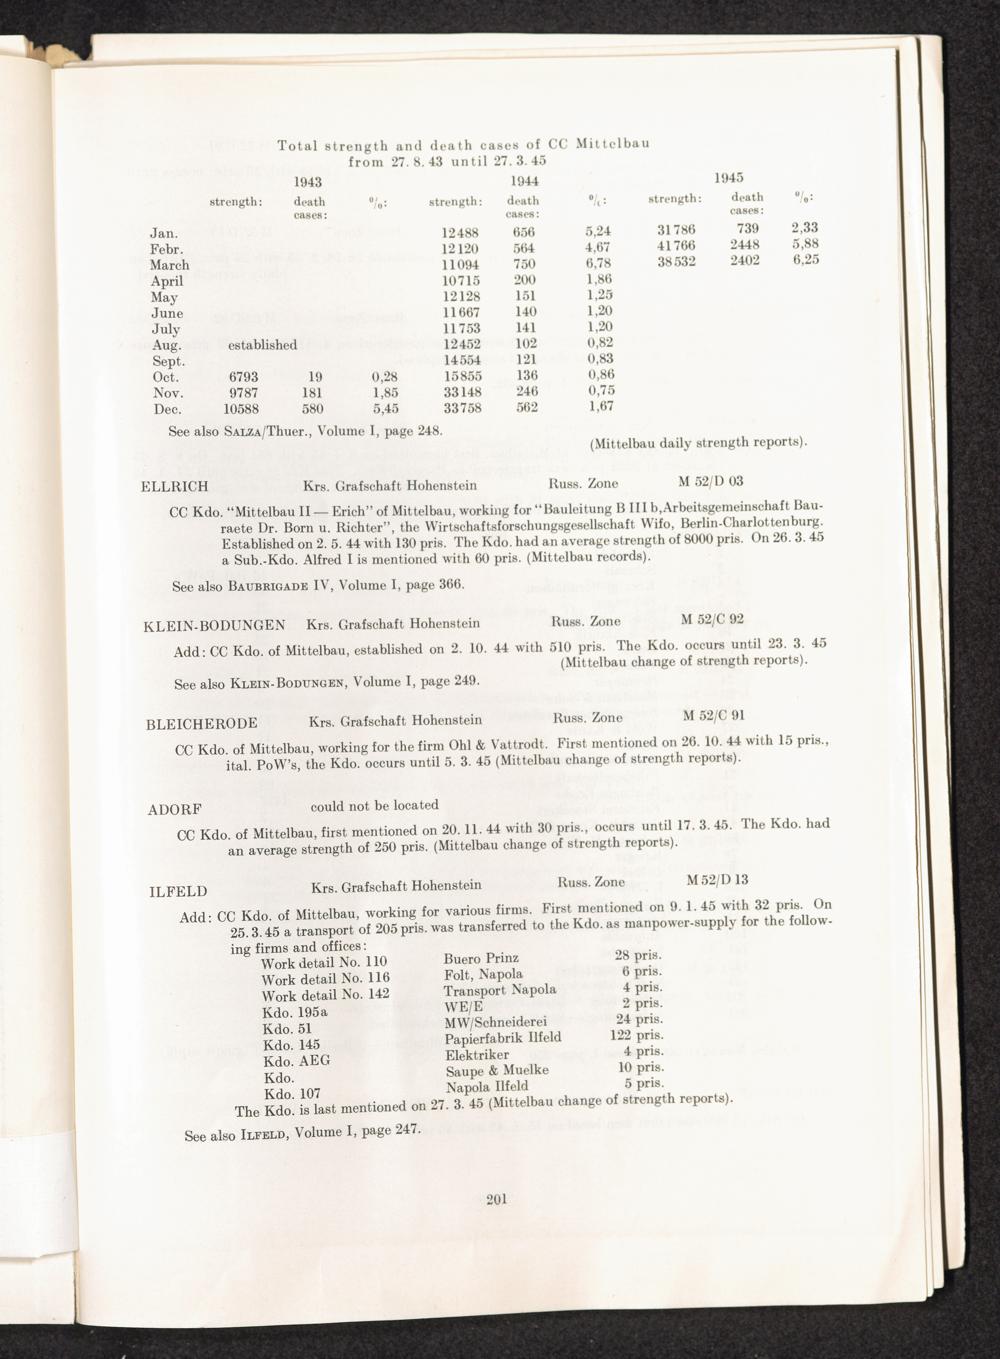 Total strength and death cases of CC Mittelbau
from 27. 8. 43 until 27. 3. 45
1943 1944 1945
strength: death cases: %: strength: death cases: %: strength: death cases: %:
Jan. 12488 656 5,24 31786 739 2,33
Febr. 12120 564 4,67 41766 2448 5,88
March 11094 750 6,78 38532 2402 6,25
April 10715 200 1,86
May 12128 151 1,25
June 11667 140 1,20
July 11753 141 1,20
Aug. established 12452 102 0,82
Sept. 14554 121 0,83
Oct. 6793 19 0,28 15855 136 0,86
Nov. 9787 181 1,85 33148 246 0,75
Dec. 10588 580 5,45 33758 562 1,67
See also SALZA/Thuer., Volume I, page 248.
(Mittelbau daily strength reports).
ELLRICH Krs. Grafschaft Hohenstein Russ. Zone M 52/D 03
CC Kdo. "Mittelbau II — Erich" of Mittelbau, working for "Bauleitung B III b, Arbeitsgemeinschaft Bau-
raete Dr. Born u. Richter", the Wirtschaftsforschungsgesellschaft Wifo, Berlin-Charlottenburg.
Established on 2. 5. 44 with 130 pris. The Kdo. had an average strength of 8000 pris. On 26. 3. 45
a Sub.-Kdo. Alfred I is mentioned with 60 pris. (Mittelbau records).
See also BAUBRIGADE IV, Volume I, page 366.
KLEIN-BODUNGEN Krs. Grafschaft Hohenstein Russ. Zone M 52/C 92
Add: CC Kdo. of Mittelbau, established on 2. 10. 44 with 510 pris. The Kdo. occurs until 23. 3. 45
(Mittelbau change of strength reports).
See also KLEIN-BODUNGEN, Volume I, page 249.
BLEICHERODE Krs. Grafschaft Hohenstein Russ. Zone M 52/C 91
CC Kdo. of Mittelbau, working for the firm Ohl & Vattrodt. First mentioned on 26. 10. 44 with 15 pris.,
ital. PoW's, the Kdo. occurs until 5. 3. 45 (Mittelbau change of strength reports).
ADORF could not be located
CC Kdo. of Mittelbau, first mentioned on 20. 11. 44 with 30 pris., occurs until 17. 3. 45. The Kdo. had
an average strength of 250 pris. (Mittelbau change of strength reports).
ILFELD Krs. Grafschaft Hohenstein Russ. Zone M 52/D 13
Add: CC Kdo. of Mittelbau, working for various firms. First mentioned on 9. 1. 45 with 32 pris. On
25. 3. 45 a transport of 205 pris. was transferred to the Kdo. as manpower-supply for the follow-
ing firms and offices:
Work detail No. 110 Buero Prinz 28 pris.
Work detail No. 116 Folt, Napola 6 pris.
Work detail No. 142 Transport Napola 4 pris.
Kdo. 195a WE/E 2 pris.
Kdo. 51 MW/Schneiderei 24 pris.
Kdo. 145 Papierfabrik Ilfeld 122 pris.
Kdo. AEG Elektriker 4 pris.
Kdo. Saupe & Muelke 10 pris.
Kdo. 107 Napola Ilfeld 5 pris.
The Kdo. is last mentioned on 27. 3. 45 (Mittelbau change of strength reports).
See also ILFELD, Volume I, page 247.
201